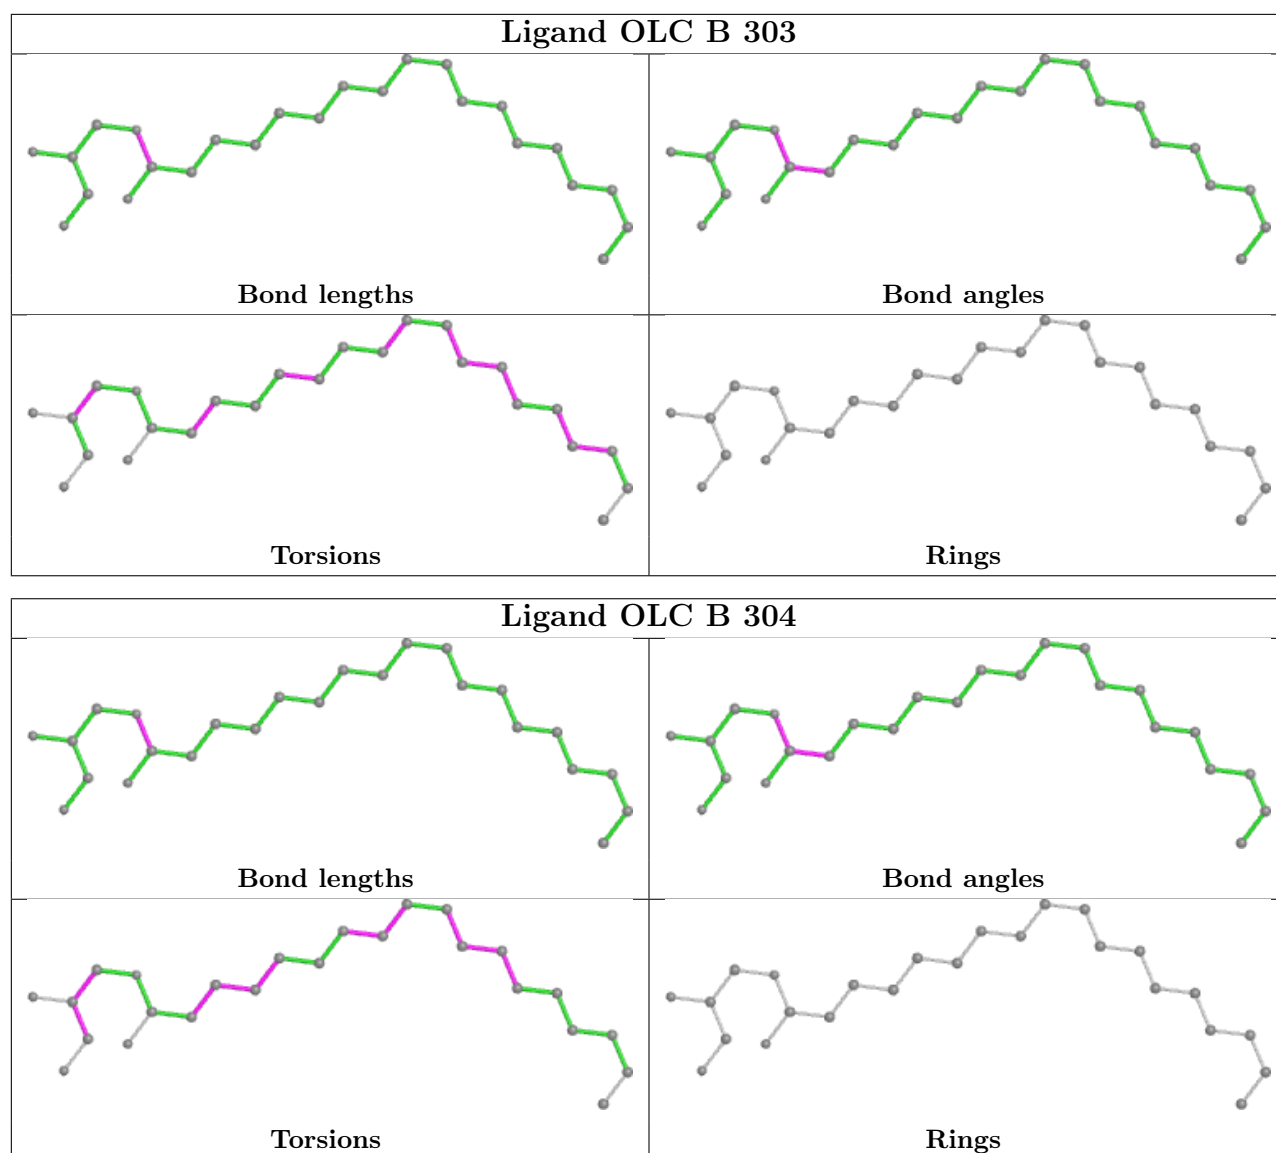 Ligand OLC B 303
Bond lengths
Bond angles
Torsions
Rings
Ligand OLC B 304
Bond lengths
Bond angles
Torsions
Rings